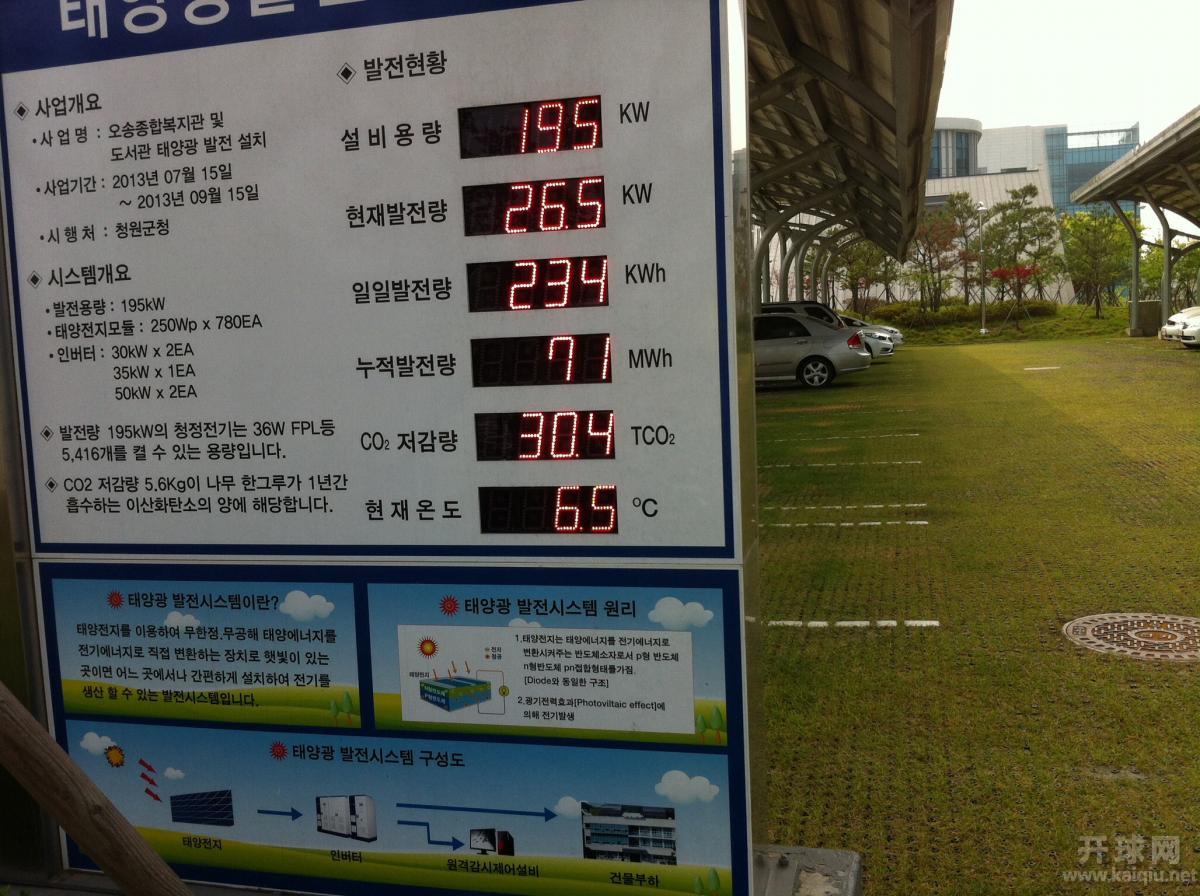 태양광발전
◈ 사업개요
• 사 업 명 : 오송종합복지관 및
도서관 태양광 발전 설치
• 사업기간 : 2013년 07월 15일
~ 2013년 09월 15일
• 시 행 처 : 청원군청
◈ 시스템개요
• 발전용량 : 195kW
• 태양전지모듈 : 250Wp x 780EA
• 인버터 : 30kW x 2EA
35kW x 1EA
50kW x 2EA
◈ 발전량 195kW의 청정전기는 36W FPL등
5,416개를 켤 수 있는 용량입니다.
◈ CO2 저감량 5.6Kg이 나무 한그루가 1년간
흡수하는 이산화탄소의 양에 해당합니다.
◈ 발전현황
설비용량 195 KW
현재발전량 26.5 KW
일일발전량 234 KWh
누적발전량 71 MWh
CO₂ 저감량 30.4 TCO₂
현재온도 6.5 ℃
태양광 발전시스템이란?
태양전지를 이용하여 무한정.무공해 태양에너지를
전기에너지로 직접 변환하는 장치로 햇빛이 있는
곳이면 어느 곳에서나 간편하게 설치하여 전기를
생산 할 수 있는 발전시스템입니다.
태양광 발전시스템 원리
전자
정공
태양전지
N형반도체
P형반도체
1.태양전지는 태양에너지를 전기에너지로
변환시켜주는 반도체소자로서 p형 반도체
n형반도체 pn접합형태를가짐.
[Diode와 동일한 구조]
2.광기전력효과[Photoviltaic effect]에
의해 전기발생
태양광 발전시스템 구성도
태양전지
인버터
원격감시제어설비
건물부하
开球网
www.kaiqiu.net